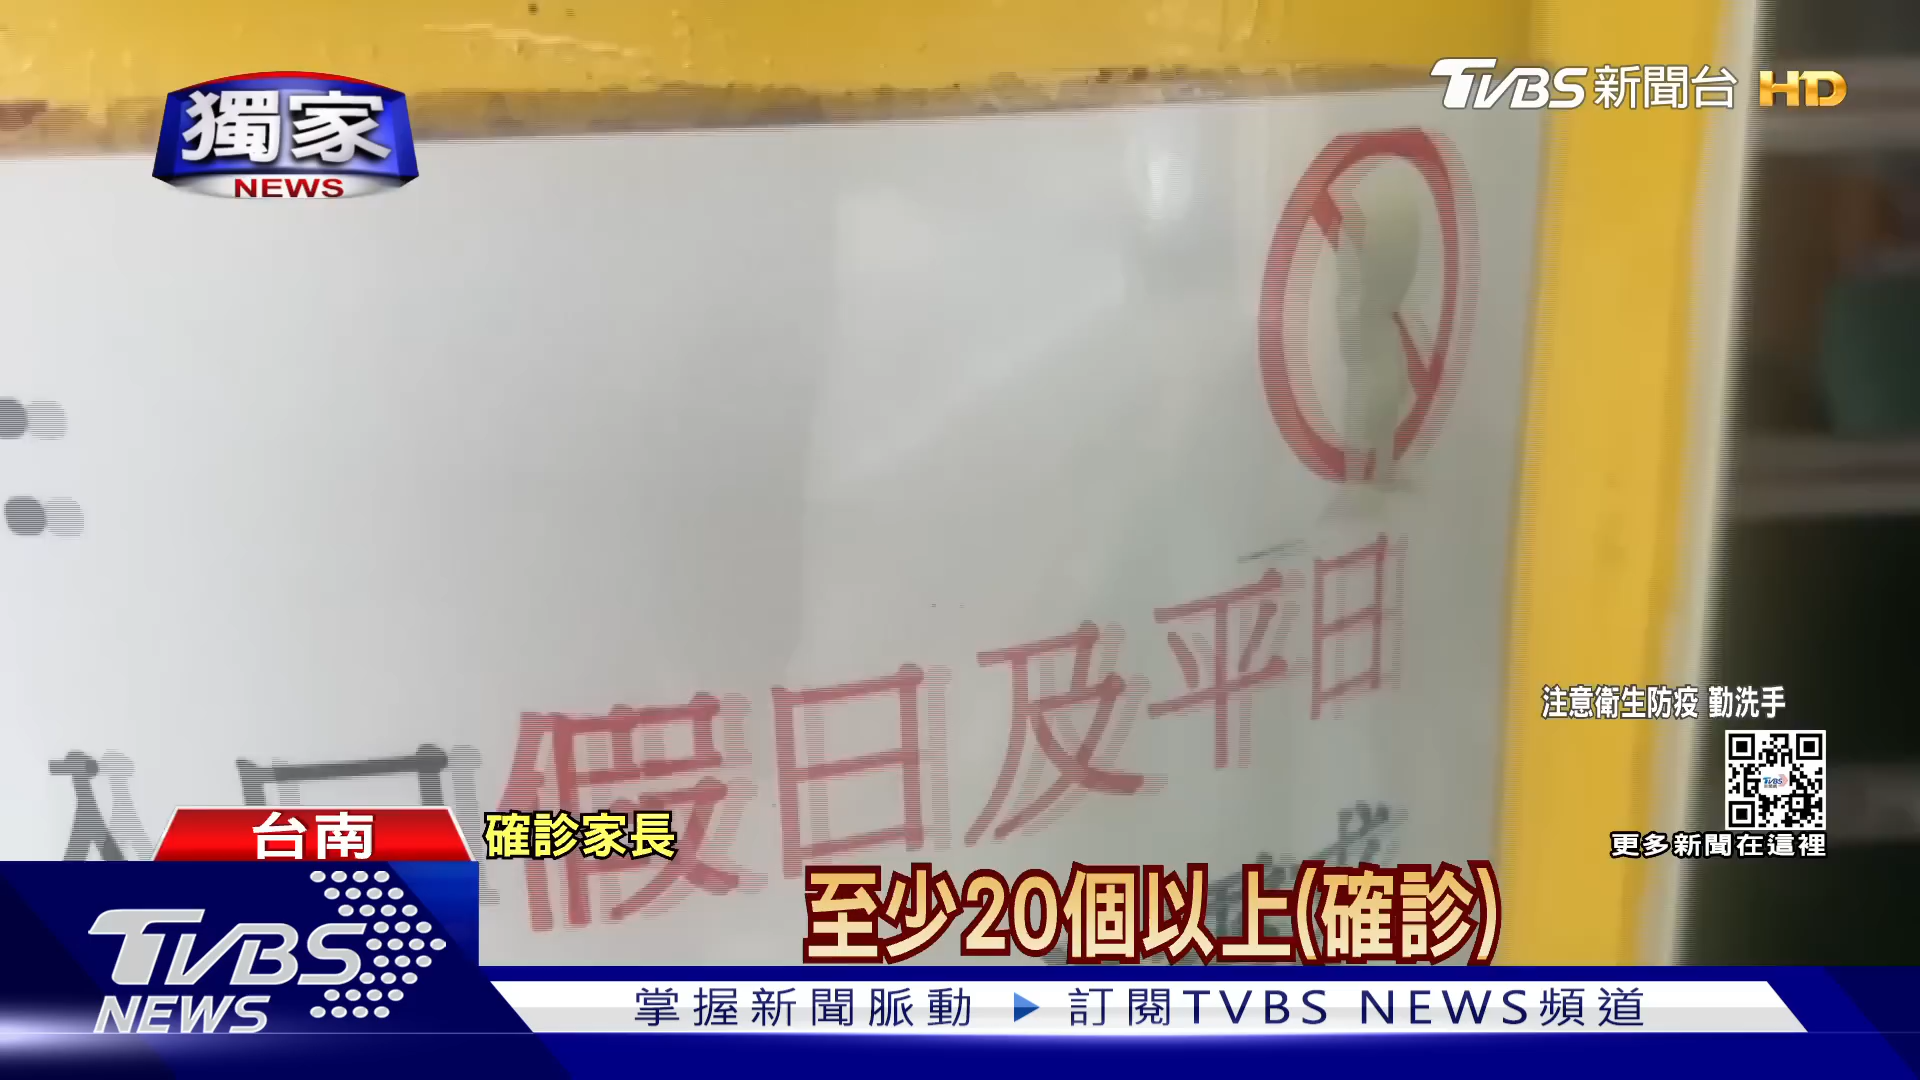 獨家
NEWS
TVBS新聞台 HD
假日及平日
注意衛生防疫 勤洗手
TVBS
更多新聞在這裡
台南
確診家長
至少20個以上(確診)
TVBS
NEWS
掌握新聞脈動 ▶ 訂閱TVBS NEWS頻道